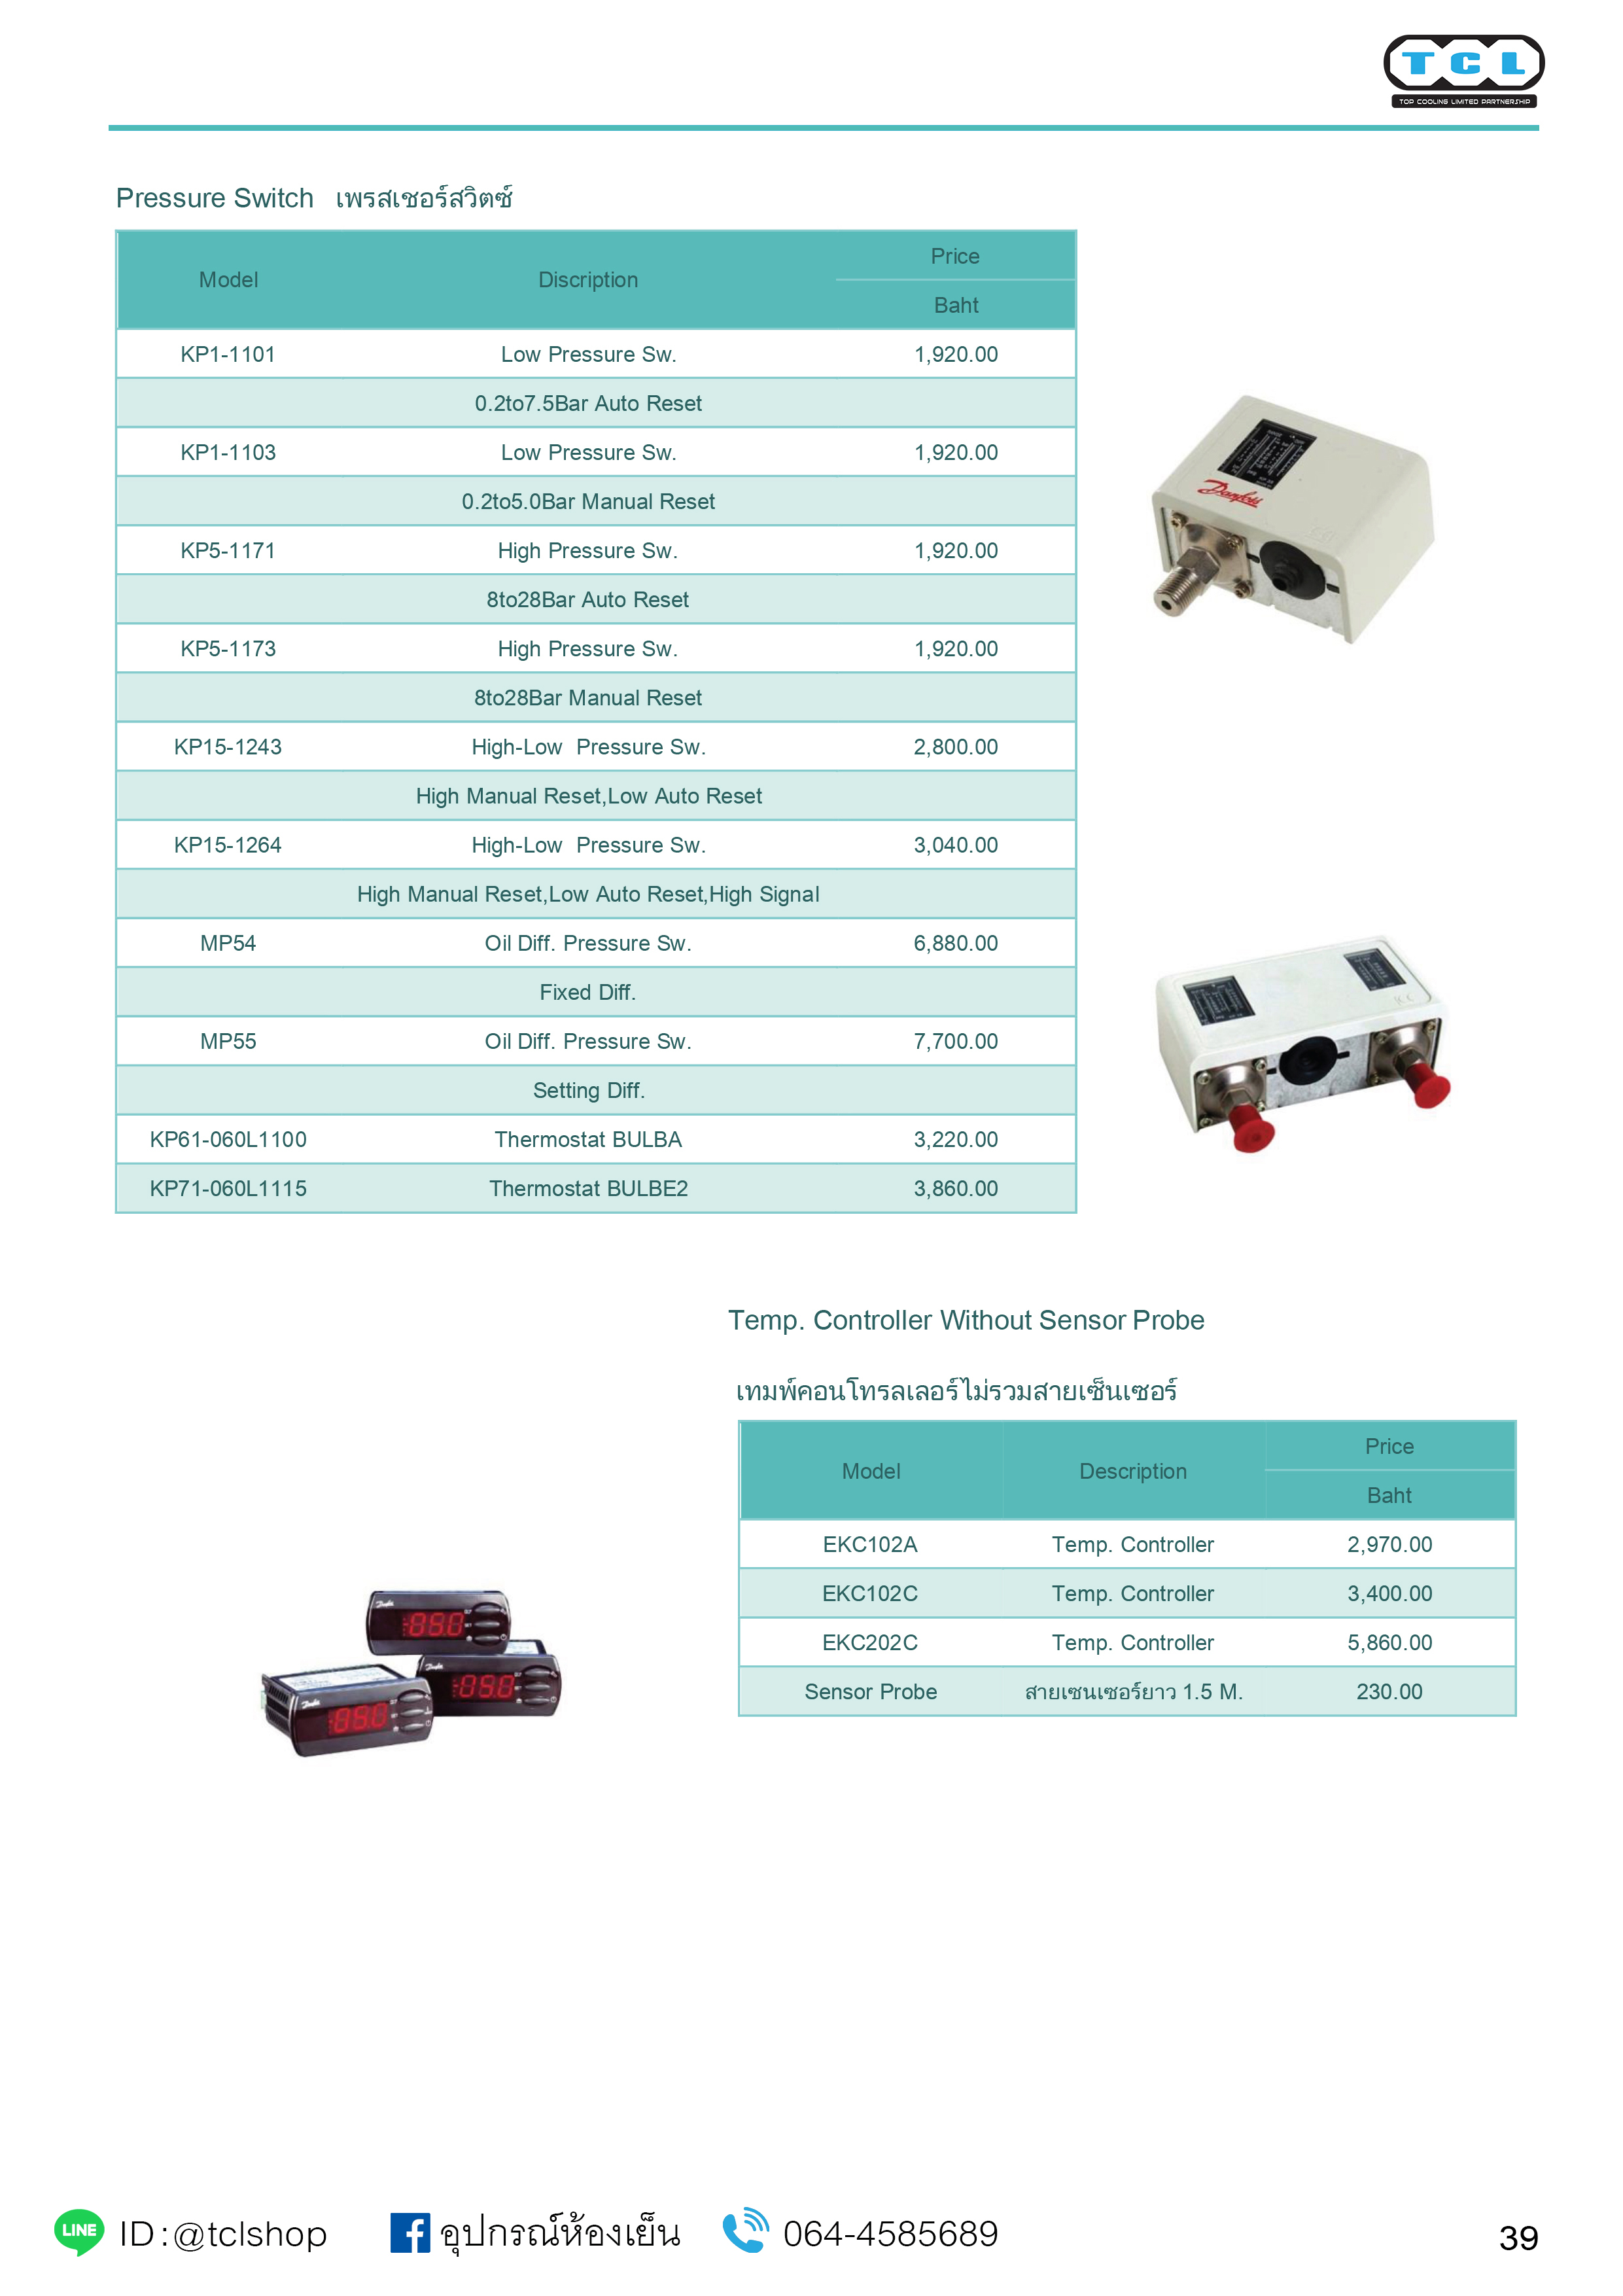 TCL
TOP COOLING LIMITED PARTNERSHIP
Pressure Switch เพรสเชอร์สวิตซ์
Model Discription Price
Baht
KP1-1101 Low Pressure Sw. 1,920.00
0.2to7.5Bar Auto Reset
KP1-1103 Low Pressure Sw. 1,920.00
0.2to5.0Bar Manual Reset
KP5-1171 High Pressure Sw. 1,920.00
8to28Bar Auto Reset
KP5-1173 High Pressure Sw. 1,920.00
8to28Bar Manual Reset
KP15-1243 High-Low Pressure Sw. 2,800.00
High Manual Reset,Low Auto Reset
KP15-1264 High-Low Pressure Sw. 3,040.00
High Manual Reset,Low Auto Reset,High Signal
MP54 Oil Diff. Pressure Sw. 6,880.00
Fixed Diff.
MP55 Oil Diff. Pressure Sw. 7,700.00
Setting Diff.
KP61-060L1100 Thermostat BULBA 3,220.00
KP71-060L1115 Thermostat BULBE2 3,860.00
Danfoss
Temp. Controller Without Sensor Probe
เทมพ์คอนโทรลเลอร์ไม่รวมสายเซ็นเซอร์
Model Description Price
Baht
EKC102A Temp. Controller 2,970.00
EKC102C Temp. Controller 3,400.00
EKC202C Temp. Controller 5,860.00
Sensor Probe สายเซนเซอร์ยาว 1.5 M. 230.00
LINE ID:@tclshop f อุปกรณ์ห้องเย็น 064-4585689
39